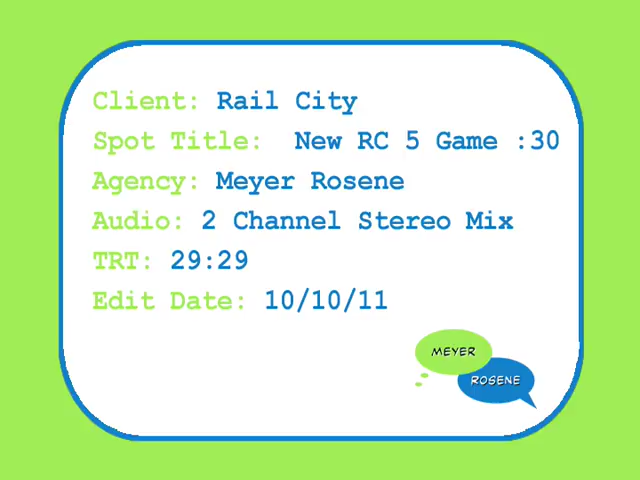 Client: Rail City
Spot Title: New RC 5 Game :30
Agency: Meyer Rosene
Audio: 2 Channel Stereo Mix
TRT: 29:29
Edit Date: 10/10/11
MEYER
ROSENE